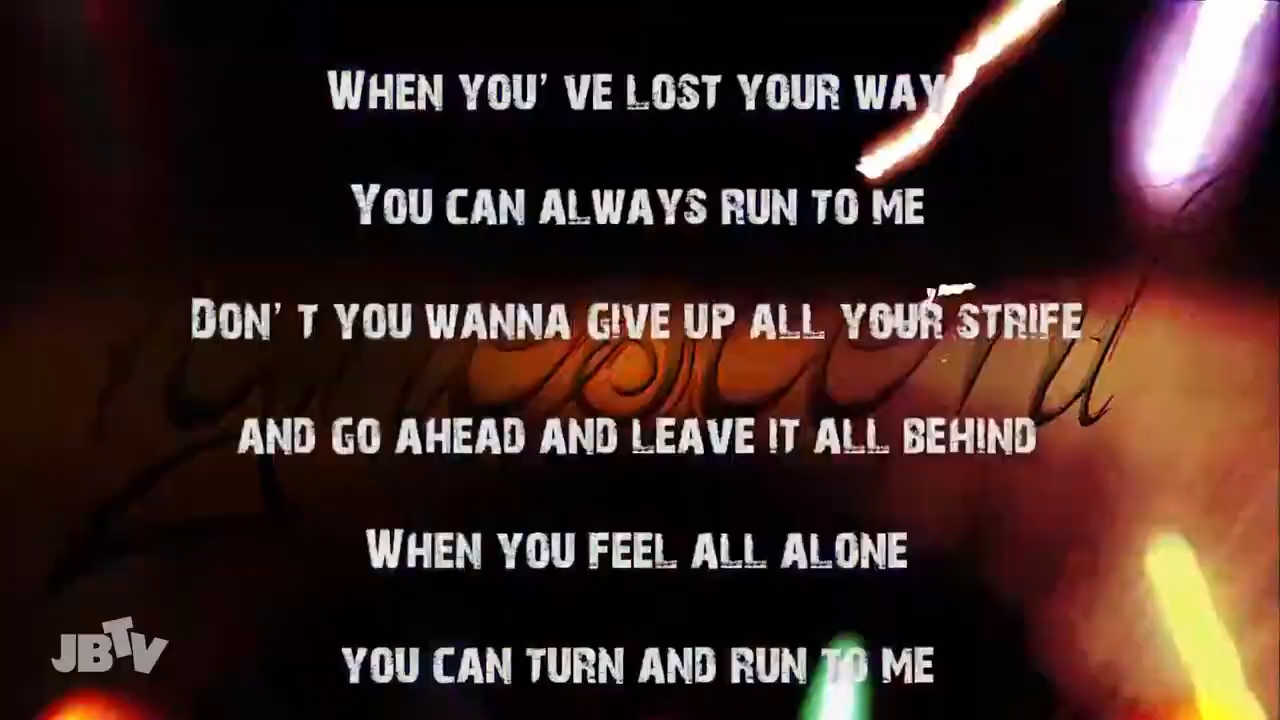 When you' ve lost your way
You can always run to me
Don' t you wanna give up all your strife
and go ahead and leave it all behind
When you feel all alone
you can turn and run to me
JBTV